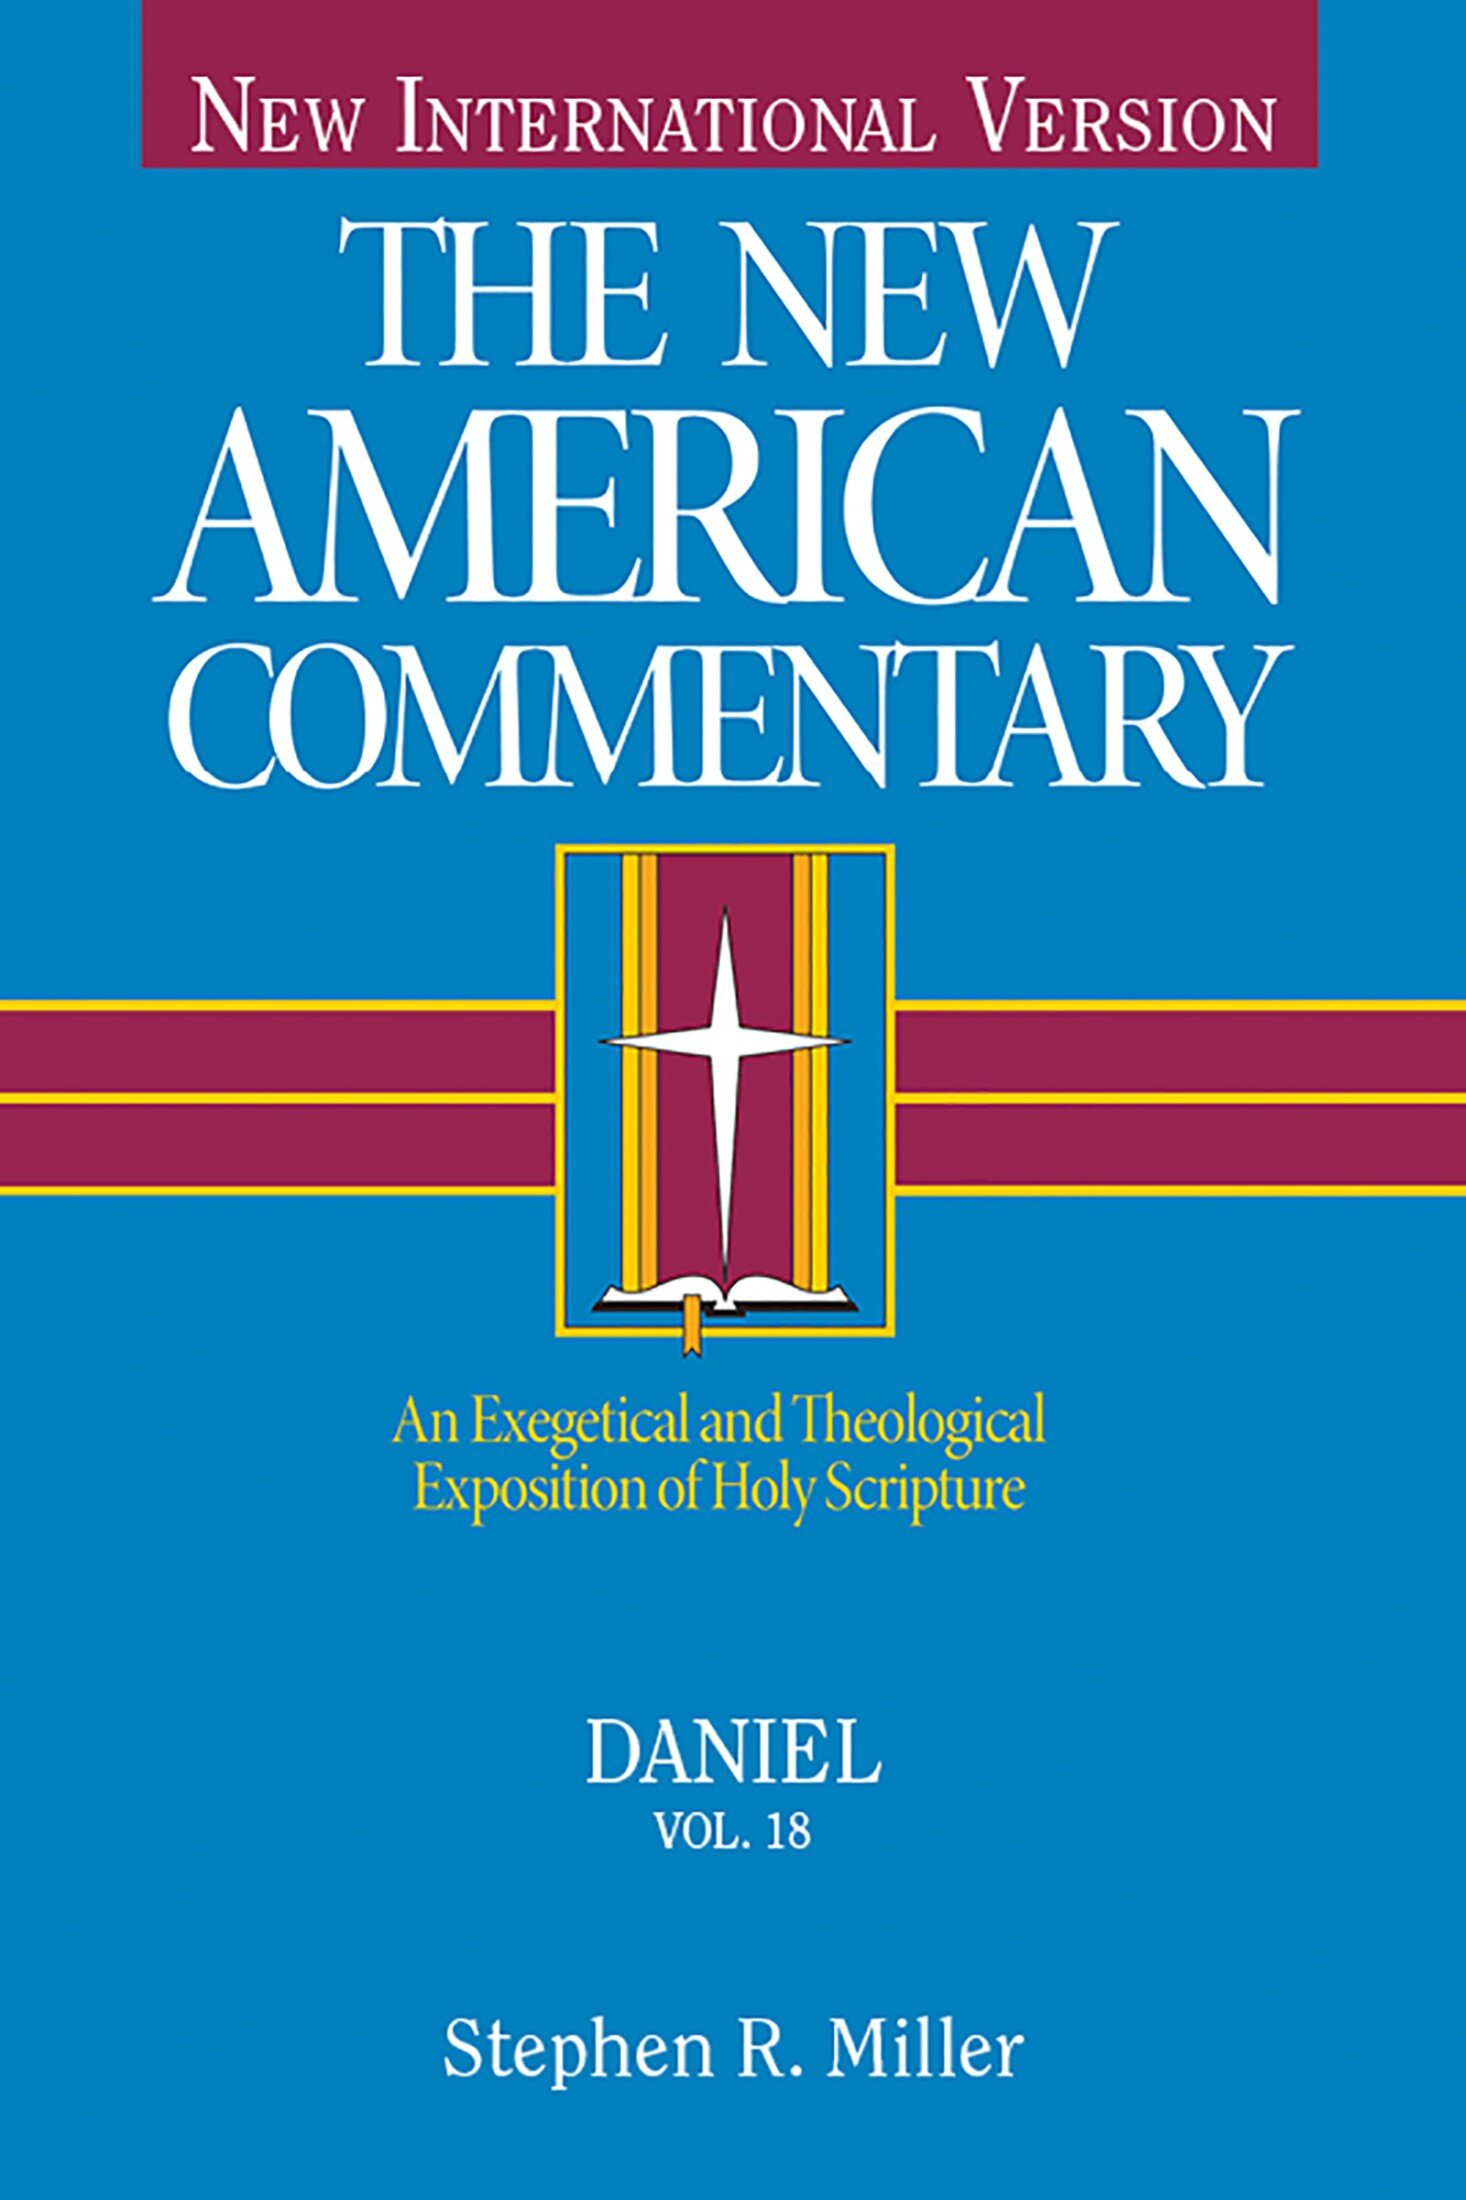 NEW INTERNATIONAL VERSION
THE NEW
AMERICAN
COMMENTARY
An Exegetical and Theological
Exposition of Holy Scripture
DANIEL
VOL. 18
Stephen R. Miller